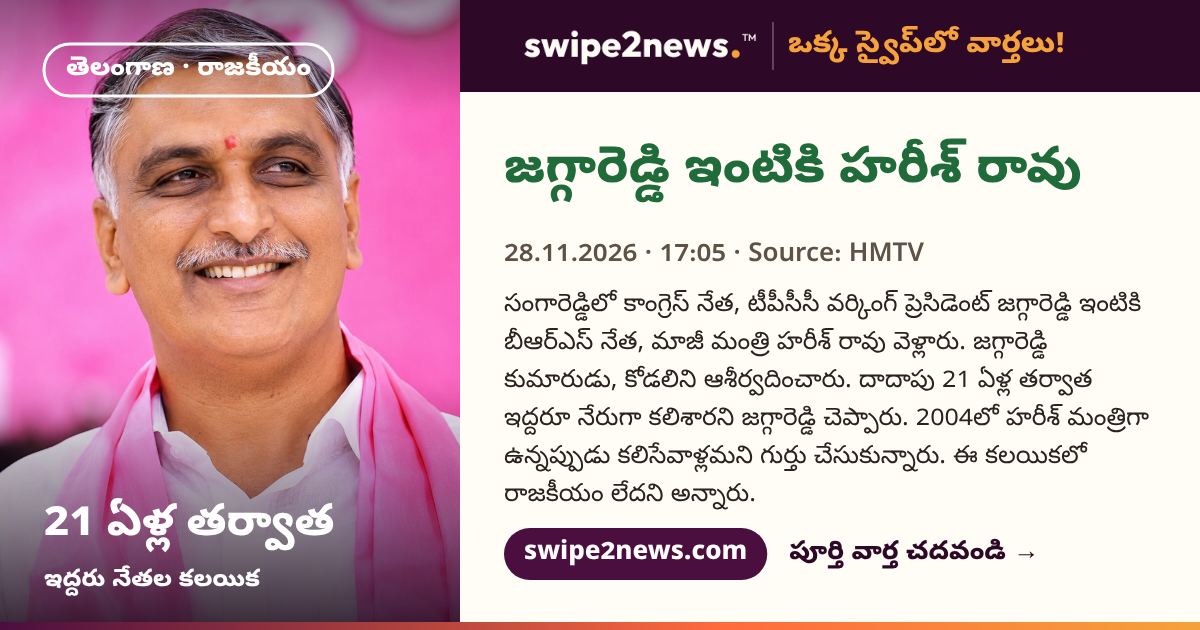 తెలంగాణ · రాజకీయం
21 ఏళ్ల తర్వాత
ఇద్దరు నేతల కలయిక
swipe2news.™ | ఒక్క స్వైప్‌లో వార్తలు!
జగ్గారెడ్డి ఇంటికి హరీశ్ రావు
28.11.2026 · 17:05 · Source: HMTV
సంగారెడ్డిలో కాంగ్రెస్ నేత, టీపీసీసీ వర్కింగ్ ప్రెసిడెంట్ జగ్గారెడ్డి ఇంటికి
బీఆర్ఎస్ నేత, మాజీ మంత్రి హరీశ్ రావు వెళ్లారు. జగ్గారెడ్డి
కుమారుడు, కోడలిని ఆశీర్వదించారు. దాదాపు 21 ఏళ్ల తర్వాత
ఇద్దరూ నేరుగా కలిశారని జగ్గారెడ్డి చెప్పారు. 2004లో హరీశ్ మంత్రిగా
ఉన్నప్పుడు కలిసేవాళ్లమని గుర్తు చేసుకున్నారు. ఈ కలయికలో
రాజకీయం లేదని అన్నారు.
swipe2news.com పూర్తి వార్త చదవండి →